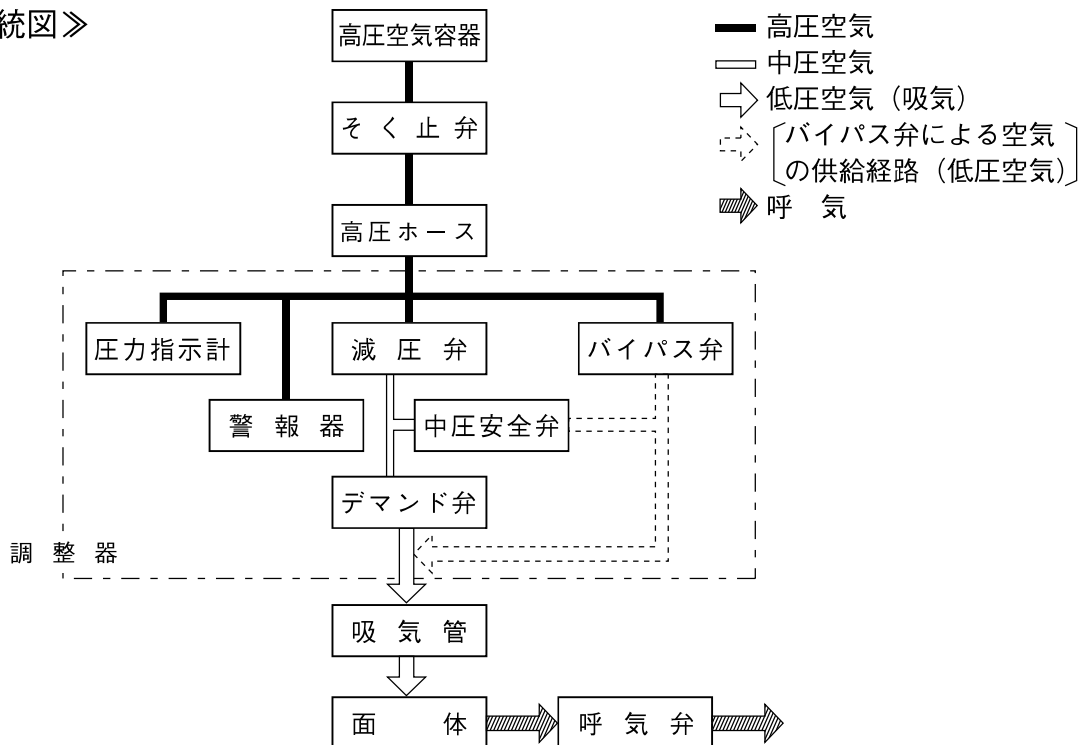 統図≫
高圧空気容器
そく止弁
高圧ホース
圧力指示計
減圧弁
バイパス弁
警報器
中圧安全弁
デマンド弁
調整器
吸気管
面体
呼気弁
高圧空気
中圧空気
低圧空気（吸気）
バイパス弁による空気
の供給経路（低圧空気）
呼気